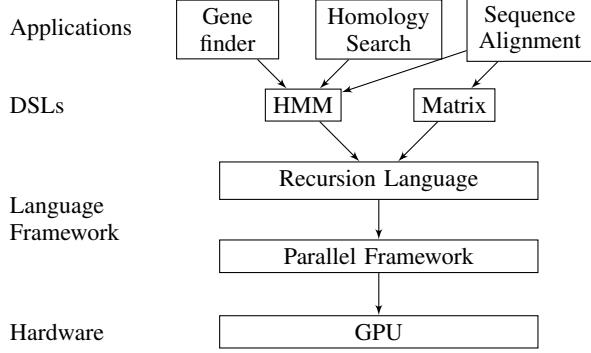 Applications
Gene
finder
Homology
Search
Sequence
Alignment
DSLs
HMM
Matrix
Recursion Language
Language
Framework
Parallel Framework
Hardware
GPU